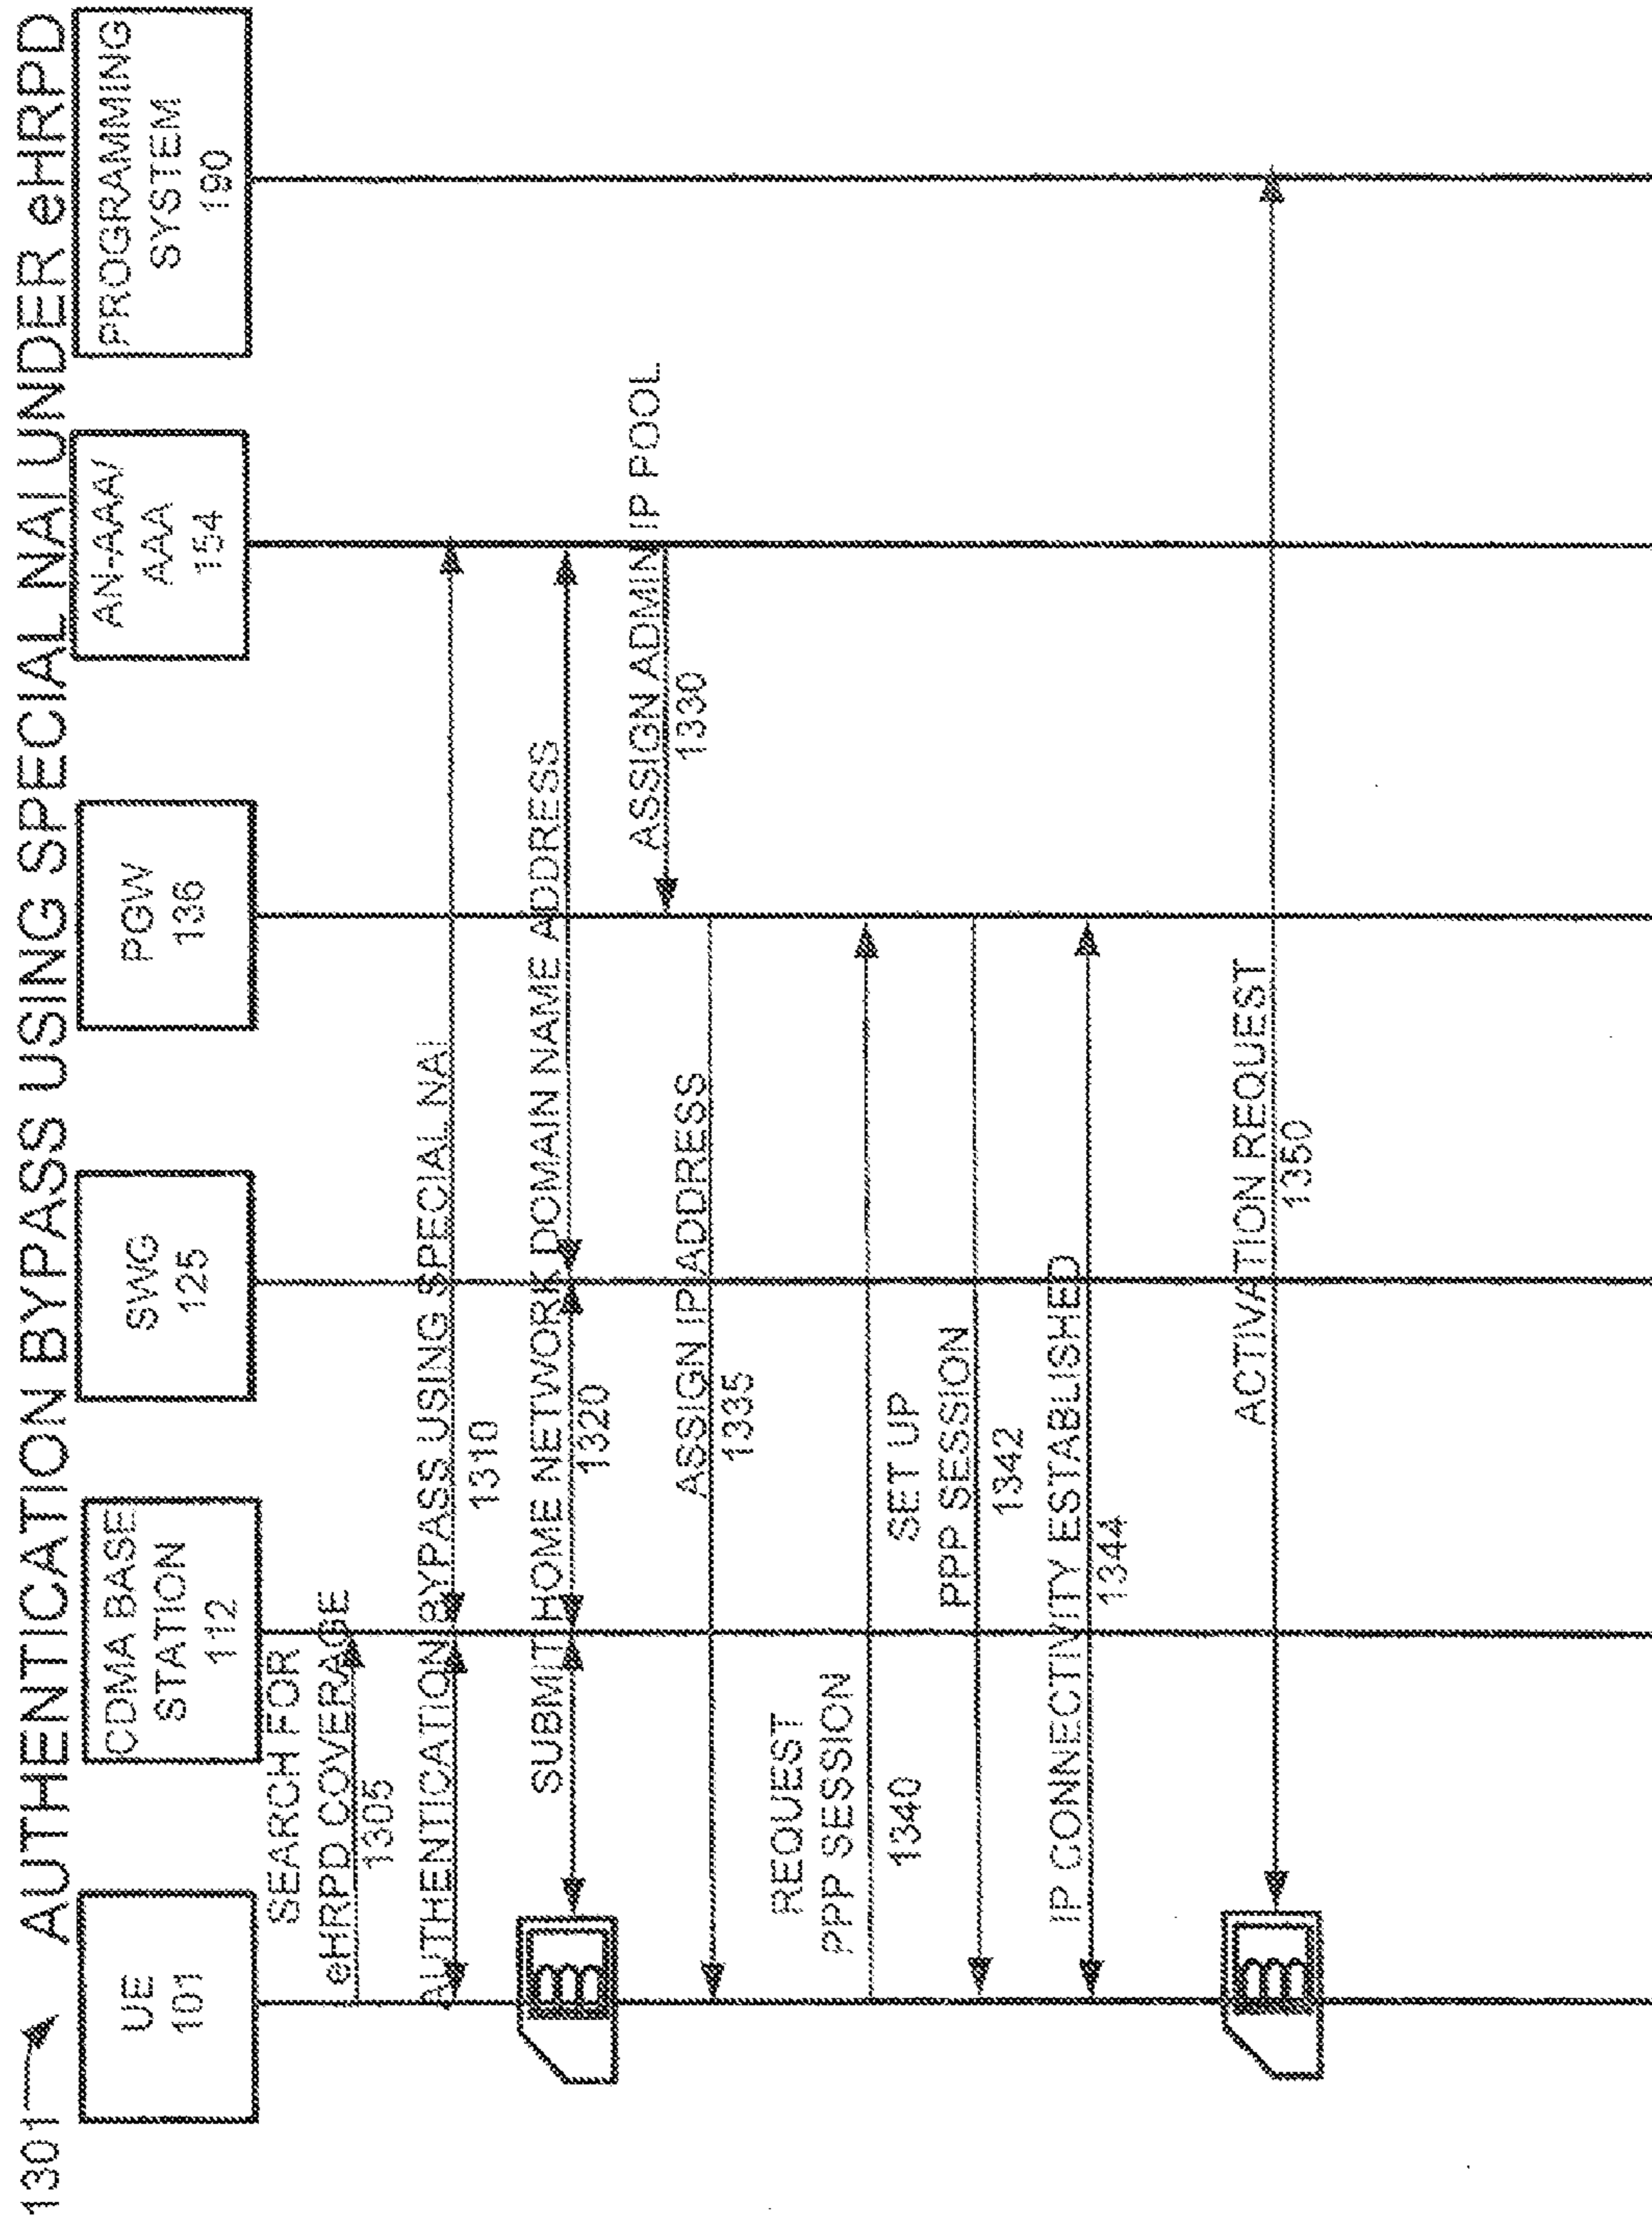 1301
AUTHENTICATION BYPASS USING SPECIAL NAI UNDER eHRPD
UE
101
CDMA BASE
STATION
112
SWG
125
PGW
136
AN-AAA/
AAA
154
PROGRAMMING
SYSTEM
190
SEARCH FOR
eHRPD COVERAGE
1305
AUTHENTICATION BYPASS USING SPECIAL NAI
1310
SUBMIT HOME NETWORK DOMAIN NAME ADDRESS
1320
ASSIGN ADMIN IP POOL
1330
ASSIGN IP ADDRESS
1335
REQUEST
PPP SESSION
1340
SET UP
PPP SESSION
1342
IP CONNECTIVITY ESTABLISHED
1344
ACTIVATION REQUEST
1350